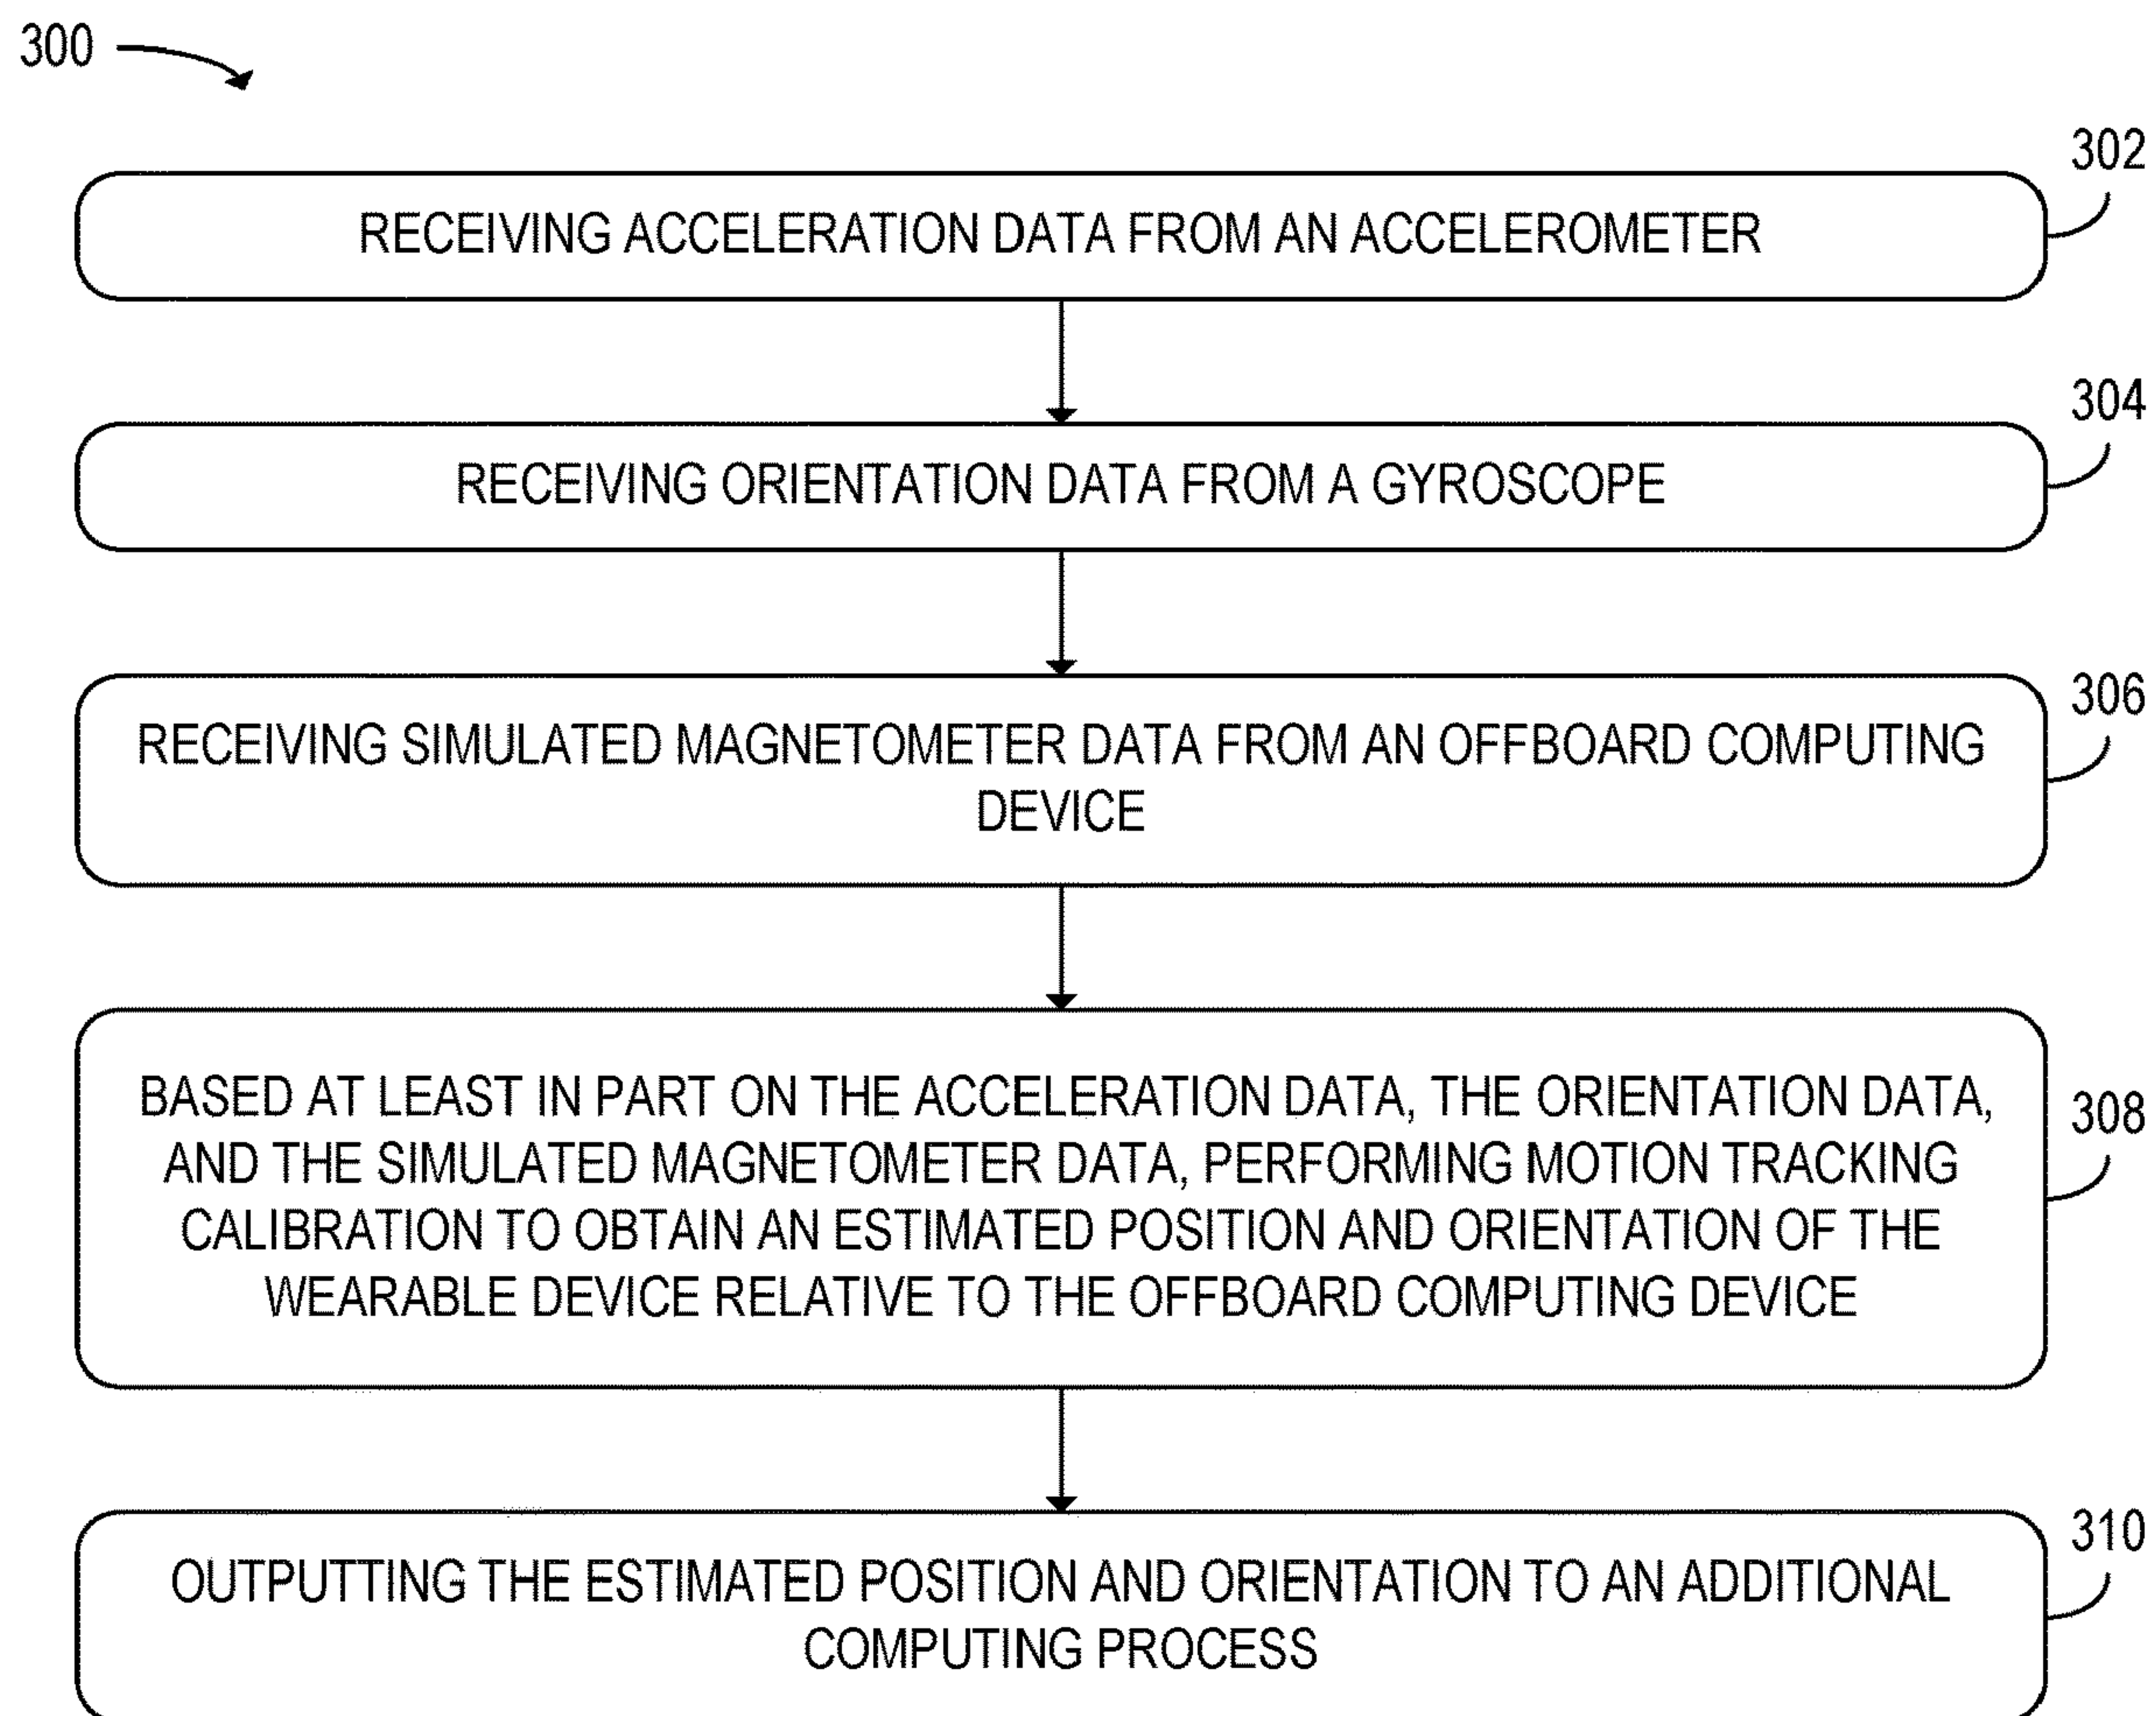 300
302
RECEIVING ACCELERATION DATA FROM AN ACCELEROMETER
304
RECEIVING ORIENTATION DATA FROM A GYROSCOPE
306
RECEIVING SIMULATED MAGNETOMETER DATA FROM AN OFFBOARD COMPUTING
DEVICE
308
BASED AT LEAST IN PART ON THE ACCELERATION DATA, THE ORIENTATION DATA,
AND THE SIMULATED MAGNETOMETER DATA, PERFORMING MOTION TRACKING
CALIBRATION TO OBTAIN AN ESTIMATED POSITION AND ORIENTATION OF THE
WEARABLE DEVICE RELATIVE TO THE OFFBOARD COMPUTING DEVICE
310
OUTPUTTING THE ESTIMATED POSITION AND ORIENTATION TO AN ADDITIONAL
COMPUTING PROCESS